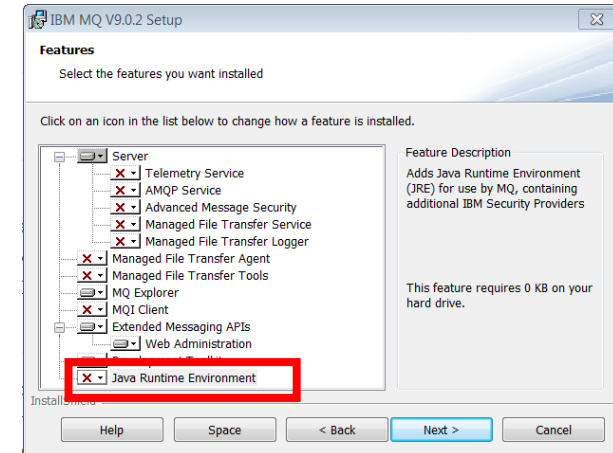 IBM MQ V9.0.2 Setup
Features
Select the features you want installed
Click on an icon in the list below to change how a feature is installed.
Server
Telemetry Service
AMQP Service
Advanced Message Security
Managed File Transfer Service
Managed File Transfer Logger
Managed File Transfer Agent
Managed File Transfer Tools
MQ Explorer
MQI Client
Extended Messaging APIs
Web Administration
Java Runtime Environment
Feature Description
Adds Java Runtime Environment
(JRE) for use by MQ, containing
additional IBM Security Providers
This feature requires 0 KB on your
hard drive.
Help
Space
< Back
Next >
Cancel